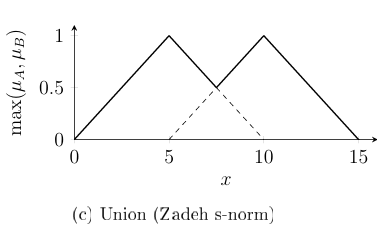 1
0.5
0
max(μ_A, μ_B)
0 5 10 15
x
(c) Union (Zadeh s-norm)